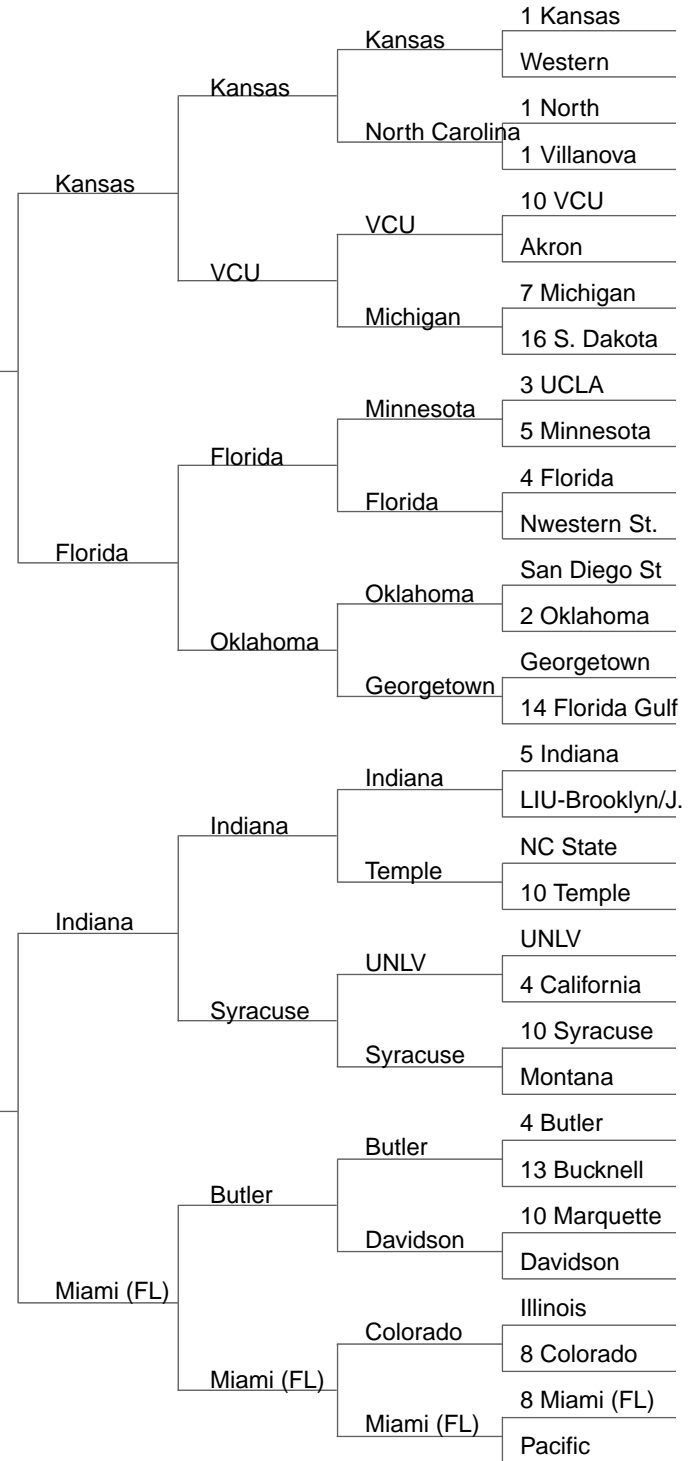 1 Kansas
Kansas
Western
Kansas
1 North
North Carolina
1 Villanova
Kansas
10 VCU
VCU
Akron
VCU
7 Michigan
Michigan
16 S. Dakota
3 UCLA
Minnesota
5 Minnesota
Florida
4 Florida
Florida
Nwestern St.
Florida
San Diego St
Oklahoma
2 Oklahoma
Oklahoma
Georgetown
Georgetown
14 Florida Gulf
5 Indiana
Indiana
LIU-Brooklyn/J.
Indiana
NC State
Temple
10 Temple
Indiana
UNLV
UNLV
4 California
Syracuse
10 Syracuse
Syracuse
Montana
4 Butler
Butler
13 Bucknell
Butler
10 Marquette
Davidson
Davidson
Miami (FL)
Illinois
Colorado
8 Colorado
Miami (FL)
8 Miami (FL)
Miami (FL)
Pacific